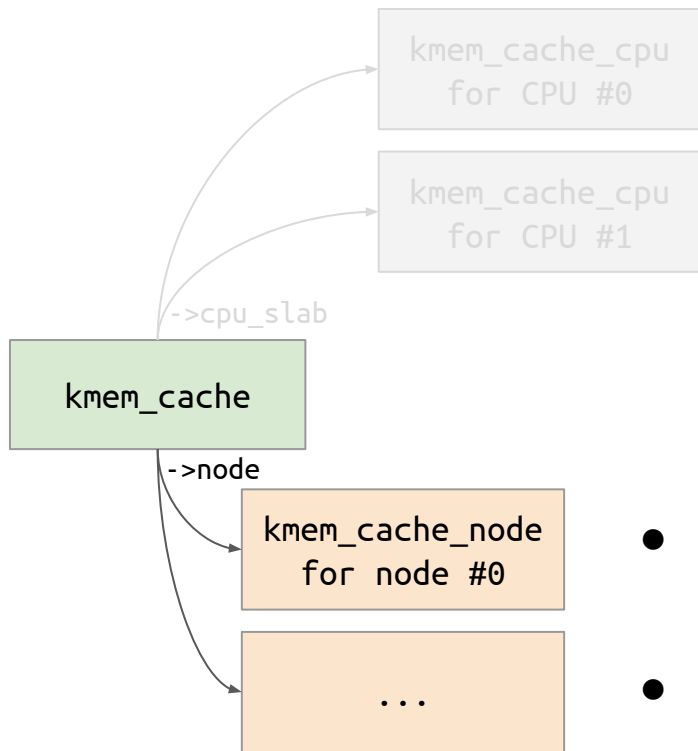 kmem_cache_cpu
for CPU #0
kmem_cache_cpu
for CPU #1
->cpu_slab
kmem_cache
->node
kmem_cache_node
for node #0
...